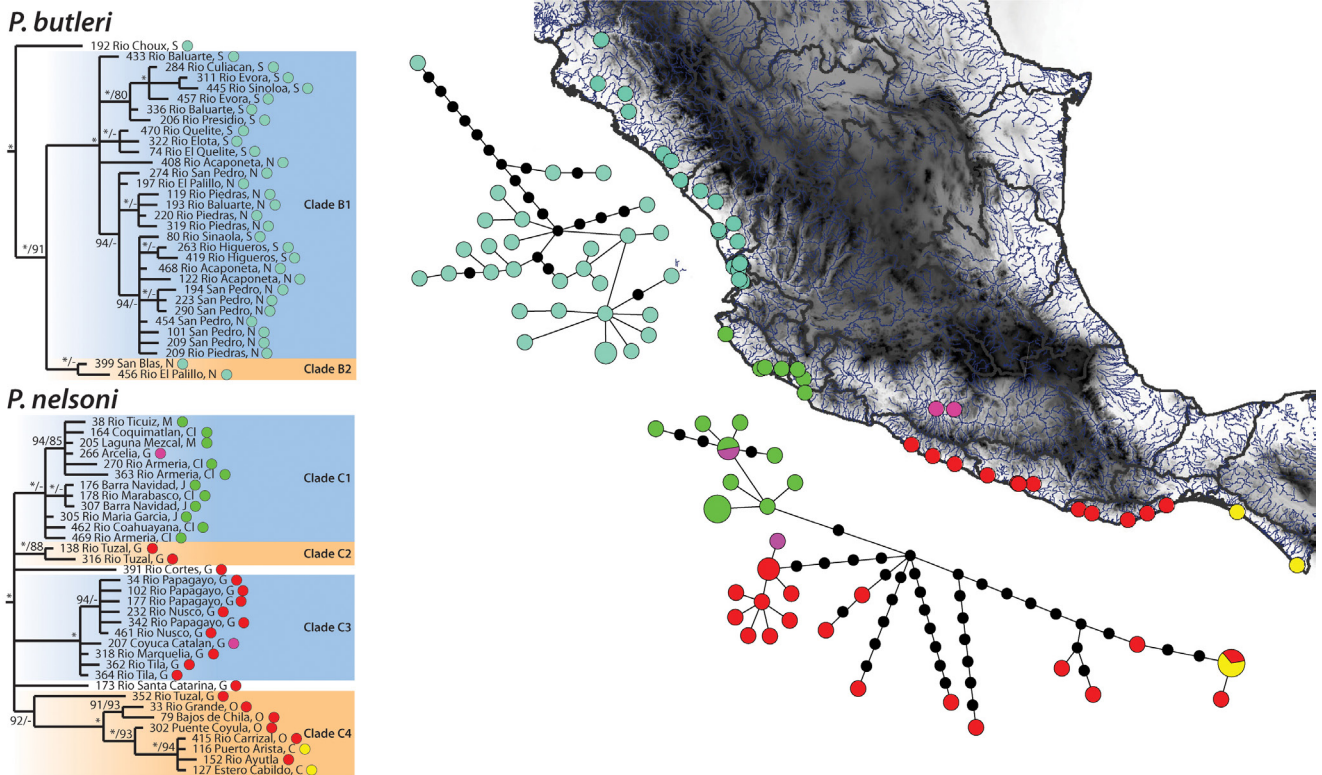 P. butleri
192 Rio Choux, S
433 Rio Baluarte, S
284 Rio Culiacan, S
311 Rio Evora, S
445 Rio Sinoloa, S
*/80
457 Rio Evora, S
336 Rio Baluarte, S
206 Rio Presidio, S
470 Rio Quelite, S
*
*/-
322 Rio Elota, S
*
74 El Quelite, S
408 Rio Acaponeta, N
274 Rio San Pedro, N
197 Rio El Palillo, N
119 Rio Piedras, N
*/-
193 Rio Baluarte, N
Clade B1
220 Rio Piedras, N
319 Rio Piedras, N
80 Rio Sinaola, S
94/-
*/91
*/-
263 Rio Higueros, S
419 Rio Higueros, S
468 Rio Acaponeta, N
122 Rio Acaponeta, N
*/-
194 San Pedro, N
223 San Pedro, N
94/-
290 San Pedro, N
454 San Pedro, N
101 San Pedro, N
209 San Pedro, N
209 Rio Piedras, N
*/-
399 San Blas, N
Clade B2
456 Rio El Palillo, N
P. nelsoni
38 Rio Ticuiz, M
164 Coquimatlan, Cl
94/85
205 Laguna Mezcal, M
266 Arcelia, G
270 Rio Armeria, Cl
363 Rio Armeria, Cl
Clade C1
*/-
*/-
176 Barra Navidad, J
178 Rio Marabasco, Cl
307 Barra Navidad, J
305 Rio Maria Garcia, J
462 Rio Coahuayana, Cl
469 Rio Armeria, Cl
*/88
138 Rio Tuzal, G
Clade C2
316 Rio Tuzal, G
391 Rio Cortes, G
34 Rio Papagayo, G
102 Rio Papagayo, G
94/-
177 Rio Papagayo, G
*
232 Rio Nusco, G
342 Rio Papagayo, G
Clade C3
461 Rio Nusco, G
*
207 Coyuca Catalan, G
318 Rio Marquelia, G
362 Rio Tila, G
364 Rio Tila, G
173 Rio Santa Catarina, G
352 Rio Tuzal, G
91/93
33 Rio Grande, O
92/-
79 Bajos de Chila, O
*
302 Puente Coyula, O
Clade C4
*/93
415 Rio Carrizal, O
*/94
116 Puerto Arista, C
152 Rio Ayutla
127 Estero Cabildo, C